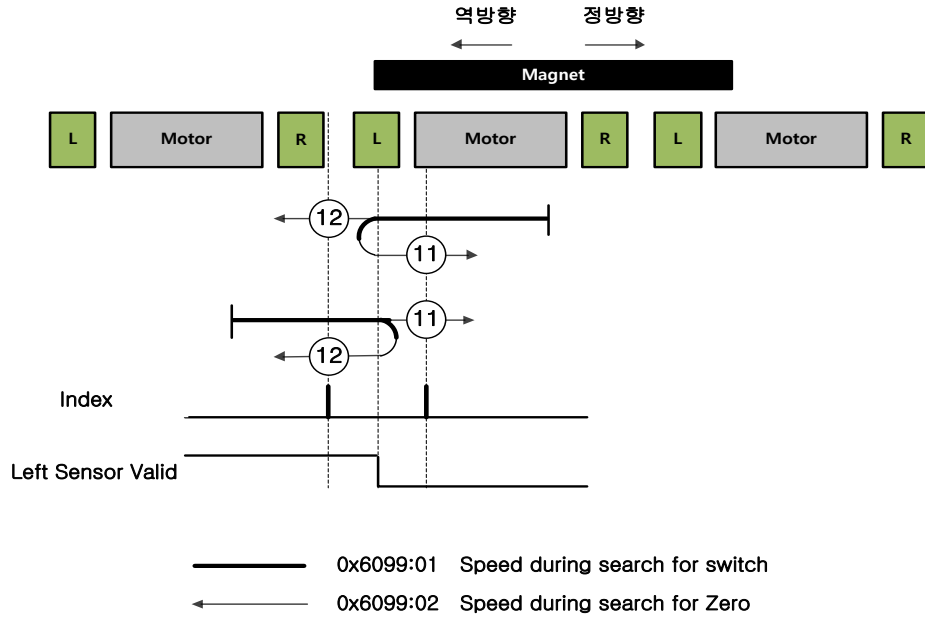 역방향 정방향
Magnet
L Motor R L Motor R L Motor R
12
11
11
12
Index
Left Sensor Valid
0x6099:01 Speed during search for switch
0x6099:02 Speed during search for Zero